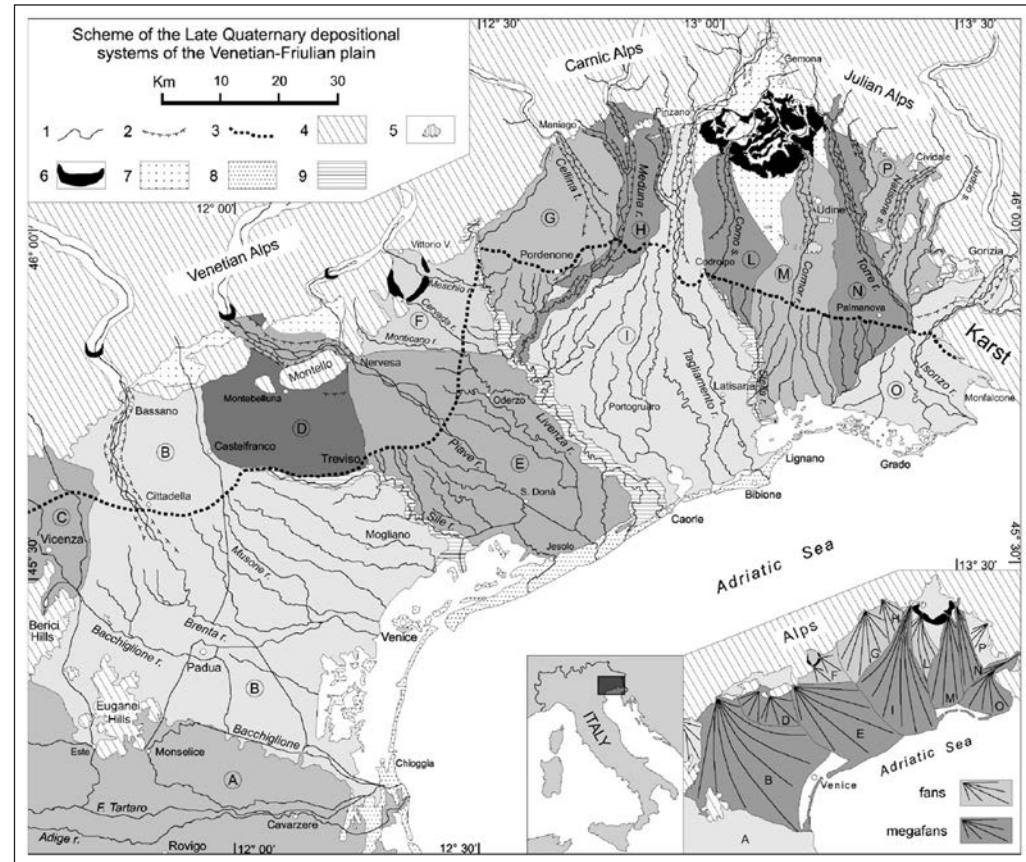 Scheme of the Late Quaternary depositional
systems of the Venetian-Friulian plain
Km 10 20 30
1 2 3 4 5
6 7 8 9
12° 30'
13° 00'
13° 30'
12° 00'
46° 00'
46° 00'
45° 30'
45° 30'
12° 00'
12° 30'
Carnic Alps
Julian Alps
Venetian Alps
Karst
Gemona
Pinzano
Maniago
Cellina r.
Meduna r.
Cividale
P
Natisone s.
Judrio s.
G
H
Udine
Gorizia
Vittorio V.
Pordenone
Codroipo
Corno s.
L
M
Cormor
Torre r.
N
Palmanova
Meschio r.
Cervada r.
F
Monticano r.
Nervesa
Montello
Montebelluna
Bassano
B
D
Castelfranco
Treviso
Oderzo
Livenza r.
I
Portogruaro
Tagliamento r.
Latisana
Stella r.
Isonzo r.
O
Monfalcone
Lignano
Grado
Bibione
Caorle
Piave r.
E
S. Donà
Jesolo
Sile r.
Mogliano
Cittadella
C
Vicenza
Musone r.
Berici
Hills
Bacchiglione r.
Brenta r.
Venice
Padua
B
Euganei
Hills
Bacchiglione
Este
Monselice
A
Chioggia
F. Tartaro
Cavarzere
Adige r.
Rovigo
Adriatic Sea
ITALY
Alps
H
G
F
L
P
N
D
E
I
M
O
B
A
Venice
Adriatic Sea
fans
megafans